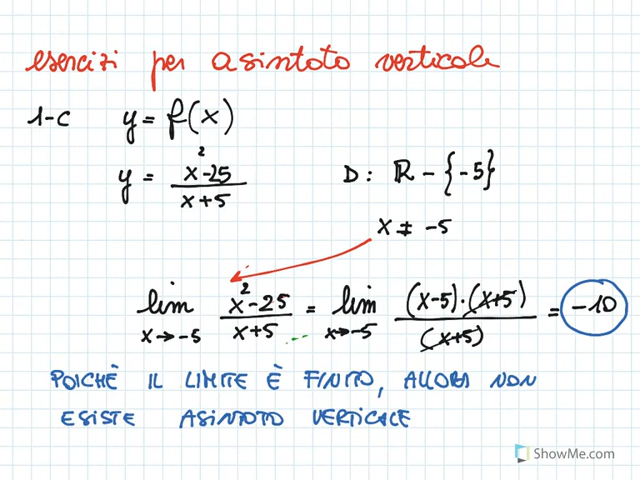 esercizi per asintoto verticale
1-C y = f(x)
y = x²-25 / x+5 D: ℝ - {-5}
x ≠ -5
lim x→-5 x²-25 / x+5 = lim x→-5 (x-5)·(x+5) / (x+5) = -10
POICHÈ IL LIMITE È FINITO, ALLORA NON
ESISTE ASINTOTO VERTICALE
ShowMe.com